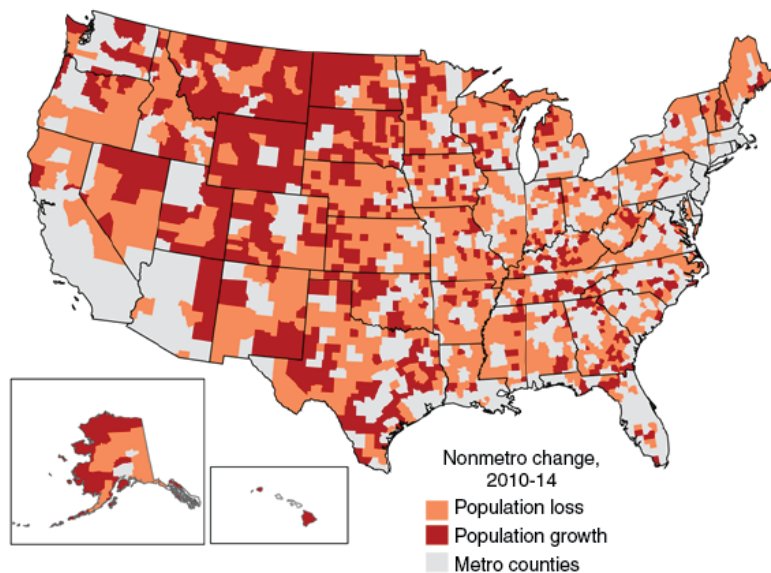 Nonmetro change,
2010-14
Population loss
Population growth
Metro counties